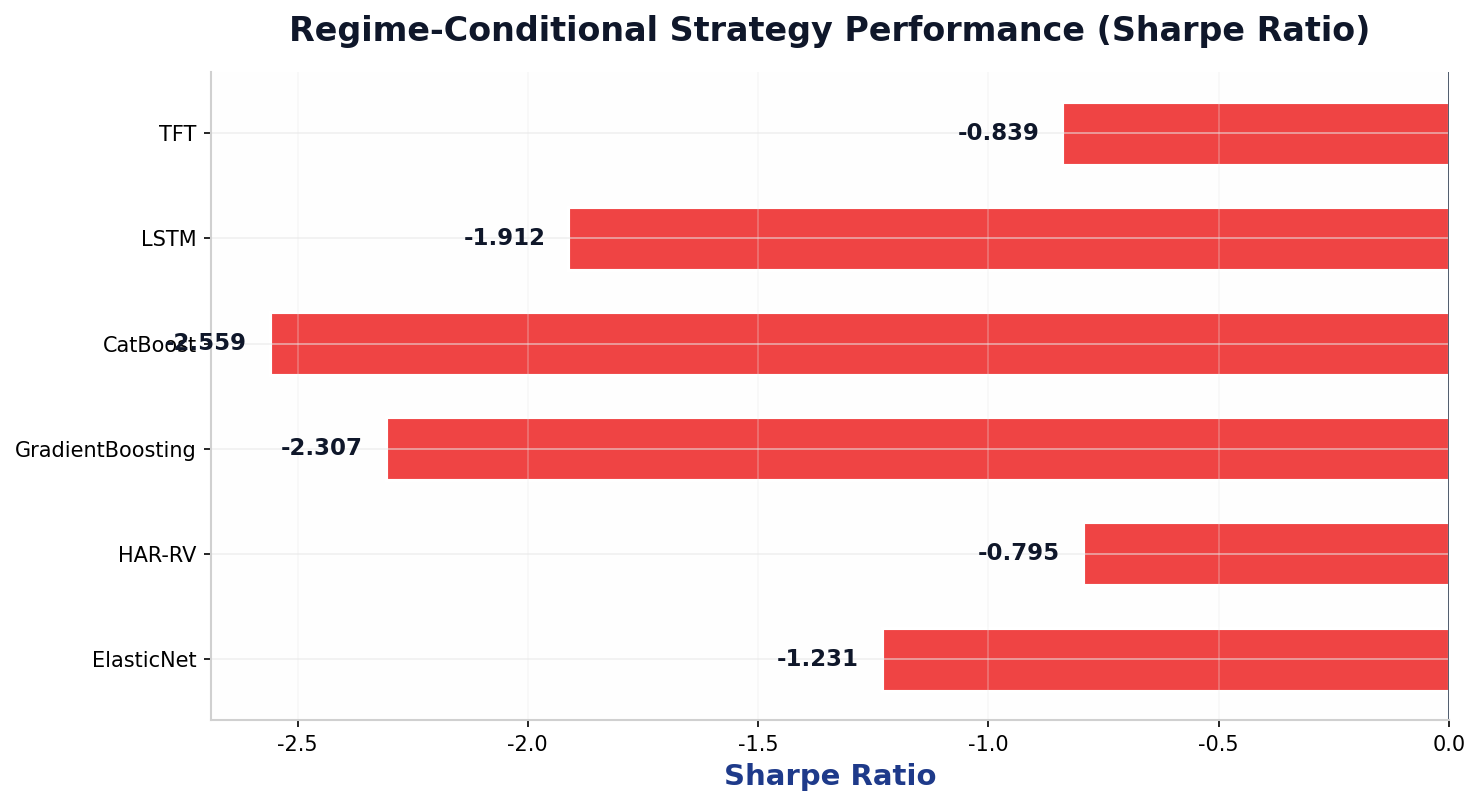 Regime-Conditional Strategy Performance (Sharpe Ratio)
TFT
-0.839
LSTM
-1.912
CatBoost
-2.559
GradientBoosting
-2.307
HAR-RV
-0.795
ElasticNet
-1.231
-2.5 -2.0 -1.5 -1.0 -0.5 0.0
Sharpe Ratio